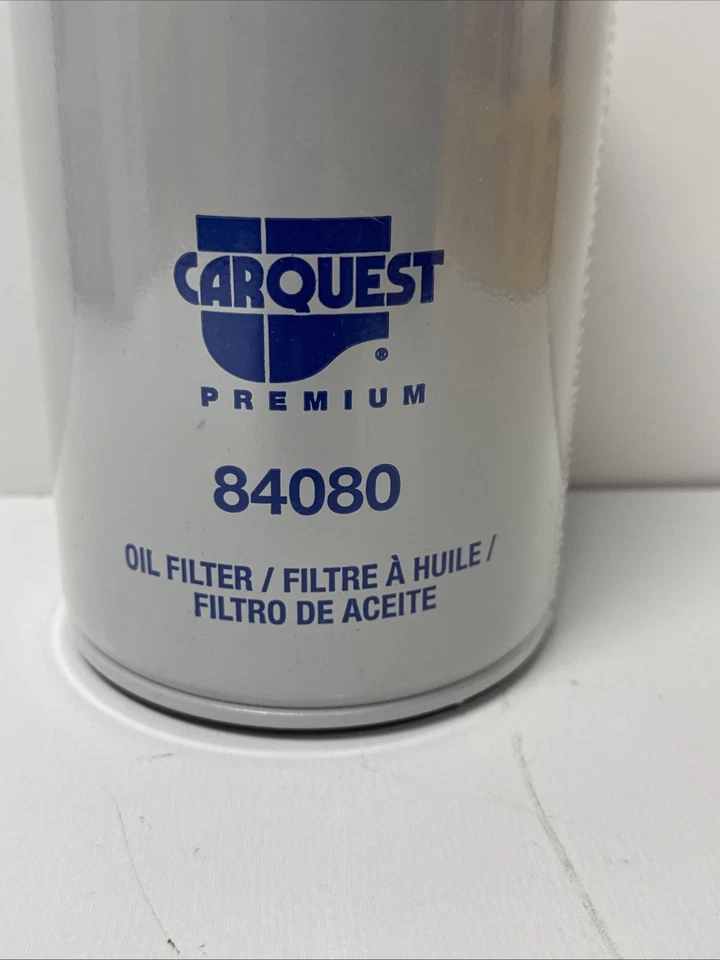 CARQUEST
®
PREMIUM
84080
OIL FILTER / FILTRE À HUILE /
FILTRO DE ACEITE